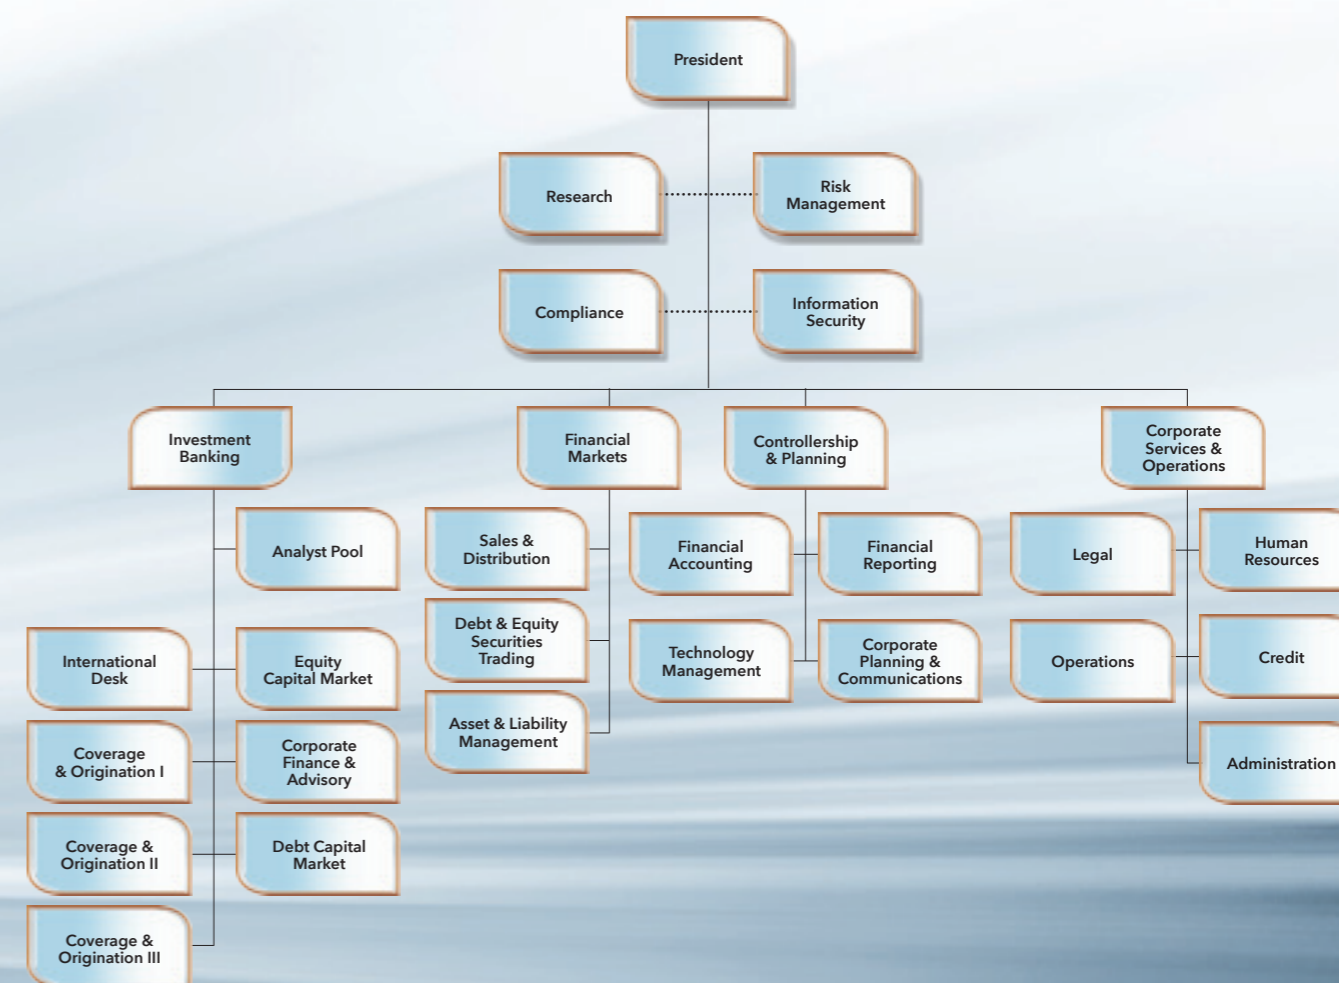 President
Research
Risk
Management
Compliance
Information
Security
Investment
Banking
Financial
Markets
Controllership
& Planning
Corporate
Services &
Operations
Analyst Pool
International
Desk
Equity
Capital Market
Coverage
& Origination I
Corporate
Finance &
Advisory
Coverage &
Origination II
Debt Capital
Market
Coverage &
Origination III
Sales &
Distribution
Debt & Equity
Securities
Trading
Asset & Liability
Management
Financial
Accounting
Financial
Reporting
Technology
Management
Corporate
Planning &
Communications
Legal
Human
Resources
Operations
Credit
Administration